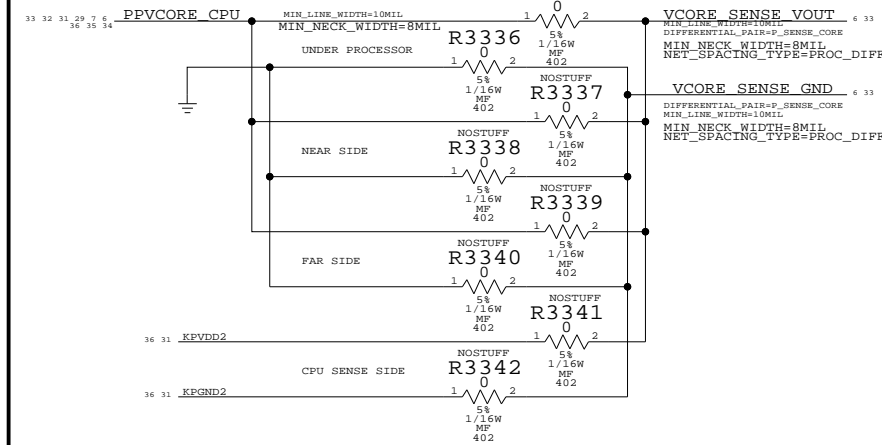 0
33 32 31 29 7 6 PPVCORE_CPU MIN_LINE_WIDTH=10MIL 1 2 VCORE_SENSE_VOUT 6 33
36 35 34
MIN_NECK_WIDTH=8MIL
5%
1/16W
MF
402
MIN_LINE_WIDTH=10MIL
DIFFERENTIAL_PAIR=P_SENSE_CORE
MIN_NECK_WIDTH=8MIL
NET_SPACING_TYPE=PROC_DIFF
UNDER PROCESSOR
R3336
0
1 2
5%
1/16W
MF
402
VCORE_SENSE_GND 6 33
DIFFERENTIAL_PAIR=P_SENSE_CORE
MIN_LINE_WIDTH=10MIL
MIN_NECK_WIDTH=8MIL
NET_SPACING_TYPE=PROC_DIFF
NOSTUFF
R3337
0
1 2
5%
1/16W
MF
402
NEAR SIDE
NOSTUFF
R3338
0
1 2
5%
1/16W
MF
402
NOSTUFF
R3339
0
1 2
5%
1/16W
MF
402
FAR SIDE
NOSTUFF
R3340
0
1 2
5%
1/16W
MF
402
NOSTUFF
R3341
0
36 31 KPVDD2 1 2
5%
1/16W
MF
402
CPU SENSE SIDE
NOSTUFF
R3342
0
36 31 KPGND2 1 2
5%
1/16W
MF
402